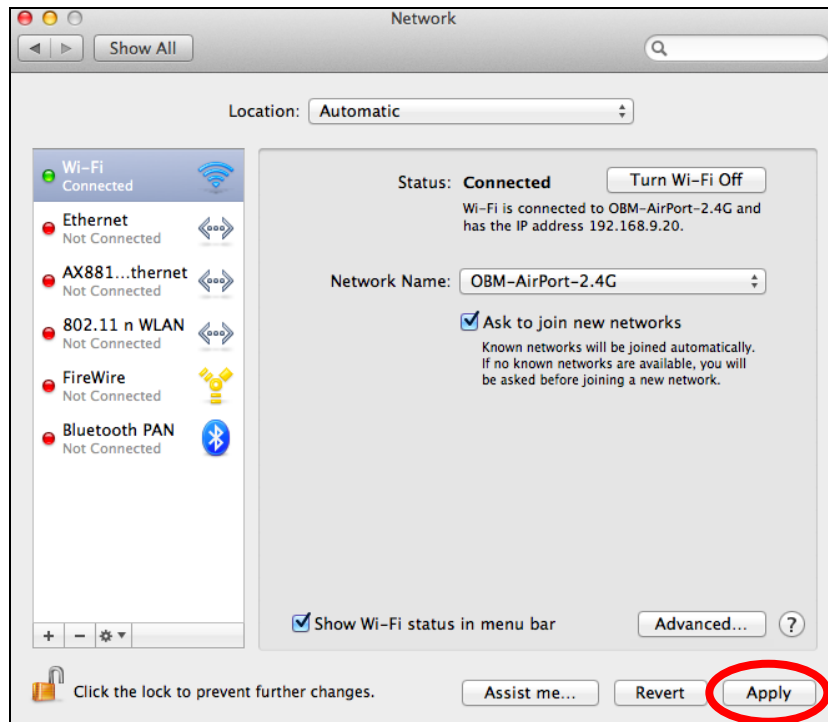 Network
Show All
Location: Automatic
Wi-Fi
Connected
Ethernet
Not Connected
AX881...thernet
Not Connected
802.11 n WLAN
Not Connected
FireWire
Not Connected
Bluetooth PAN
Not Connected
Status: Connected Turn Wi-Fi Off
Wi-Fi is connected to OBM-AirPort-2.4G and
has the IP address 192.168.9.20.
Network Name: OBM-AirPort-2.4G
Ask to join new networks
Known networks will be joined automatically.
If no known networks are available, you will
be asked before joining a new network.
Show Wi-Fi status in menu bar Advanced... ?
Click the lock to prevent further changes. Assist me... Revert Apply